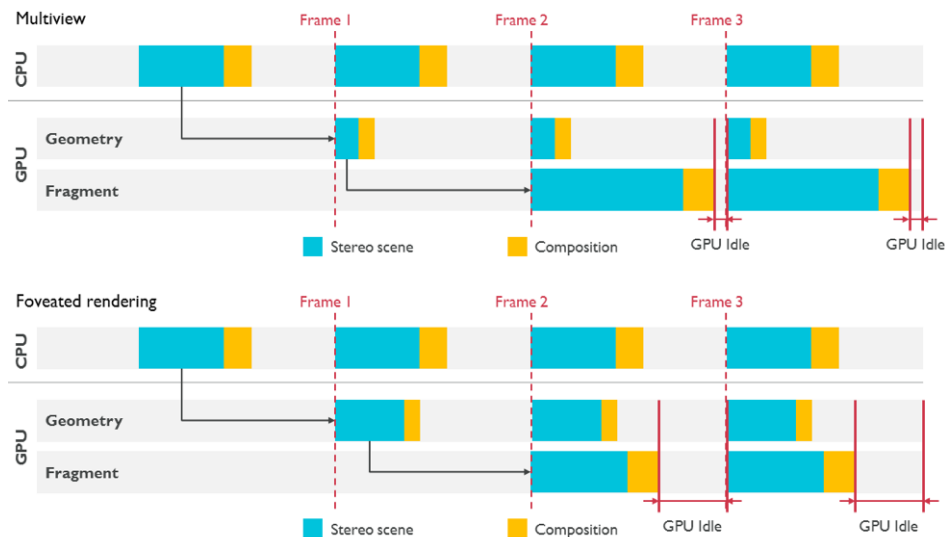 Multiview
Frame 1
Frame 2
Frame 3
CPU
GPU
Geometry
Fragment
GPU Idle
GPU Idle
Stereo scene
Composition
Foveated rendering
Frame 1
Frame 2
Frame 3
CPU
GPU
Geometry
Fragment
GPU Idle
GPU Idle
Stereo scene
Composition